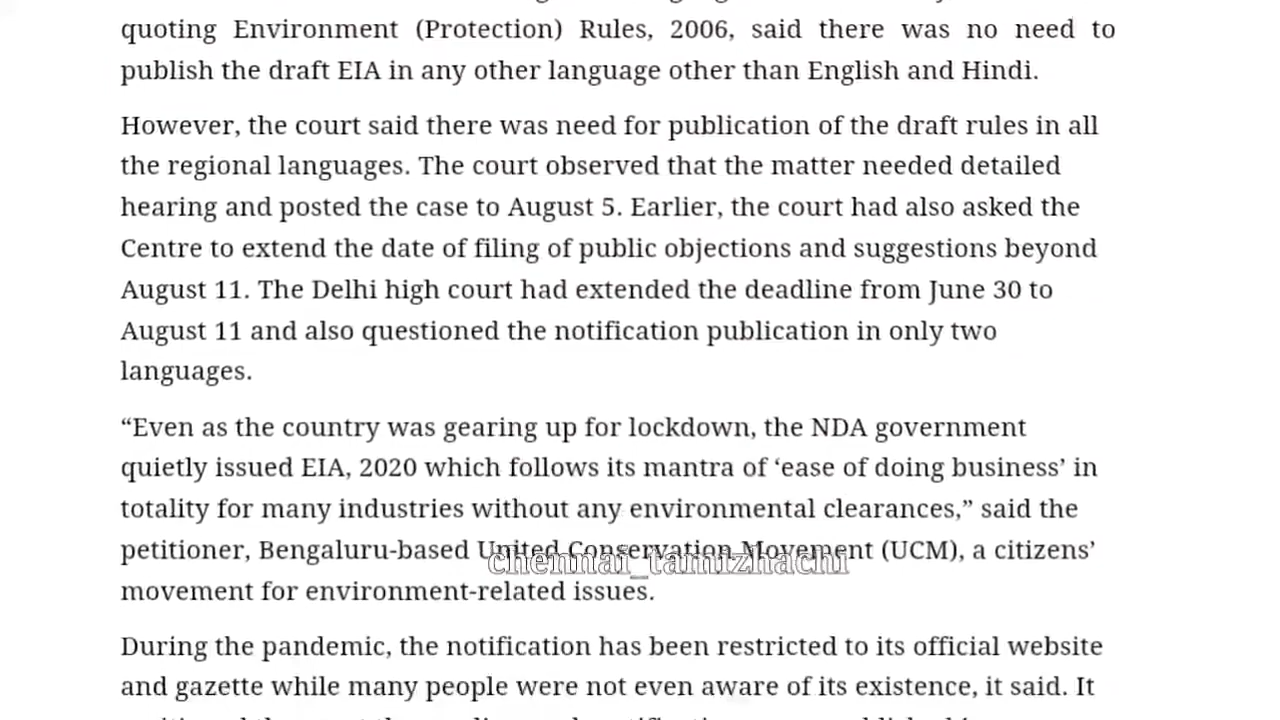 quoting Environment (Protection) Rules, 2006, said there was no need to
publish the draft EIA in any other language other than English and Hindi.
However, the court said there was need for publication of the draft rules in all
the regional languages. The court observed that the matter needed detailed
hearing and posted the case to August 5. Earlier, the court had also asked the
Centre to extend the date of filing of public objections and suggestions beyond
August 11. The Delhi high court had extended the deadline from June 30 to
August 11 and also questioned the notification publication in only two
languages.
“Even as the country was gearing up for lockdown, the NDA government
quietly issued EIA, 2020 which follows its mantra of ‘ease of doing business’ in
totality for many industries without any environmental clearances,” said the
petitioner, Bengaluru-based United Conservation Movement (UCM), a citizens’
chennai_tamizhachi
movement for environment-related issues.
During the pandemic, the notification has been restricted to its official website
and gazette while many people were not even aware of its existence, it said. It